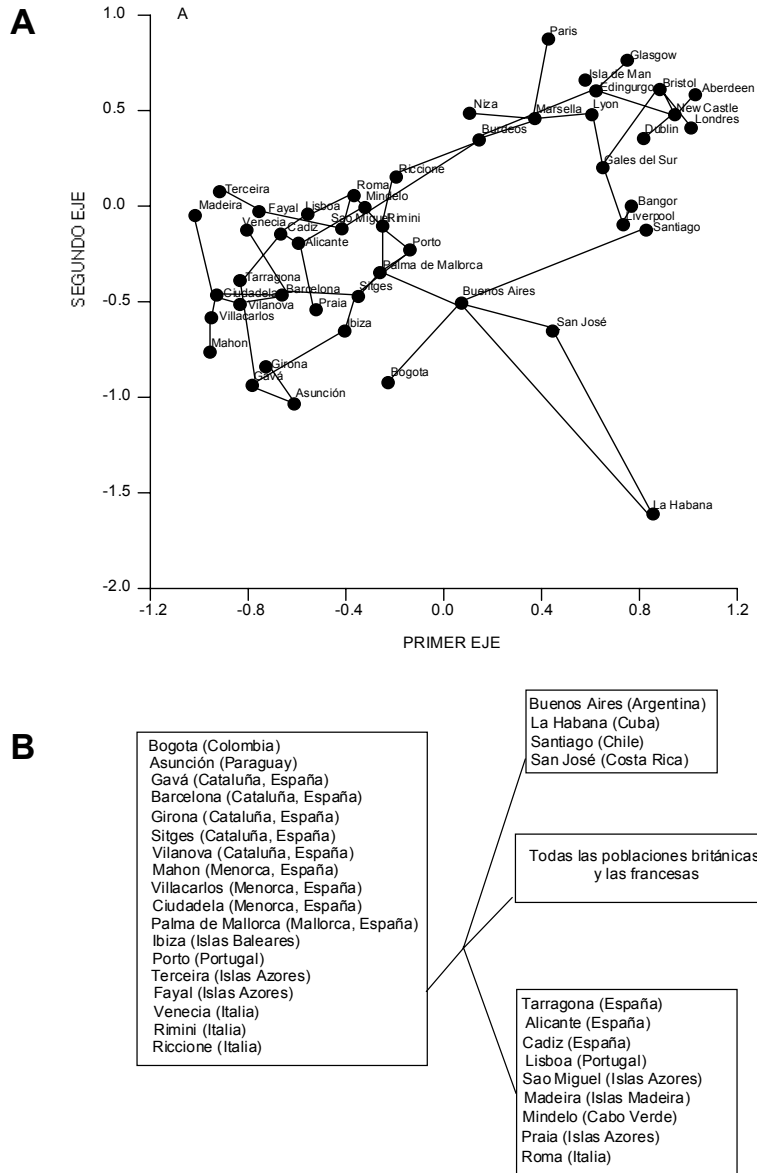 A
A
1.0
0.5
0.0
-0.5
-1.0
-1.5
-2.0
SEGUNDO EJE
-1.2
-0.8
-0.4
0.0
0.4
0.8
1.2
PRIMER EJE
Paris
Glasgow
Isla de Man
Edingurgo
Bristol
Aberdeen
Niza
Marsella
Lyon
New Castle
Londres
Burdeos
Dublin
Riccione
Gales del Sur
Terceira
Roma
Mindelo
Madeira
Fayal
Lisboa
Bangor
Venecia
Cadiz
Sao Miguel
Rimini
Liverpool
Santiago
Alicante
Porto
Palma de Mallorca
Tarragona
Ciudadela
Barcelona
Sitges
Buenos Aires
Vilanova
Praia
Villacarlos
Ibiza
San José
Mahon
Girona
Gavá
Bogota
Asunción
La Habana
B
Bogota (Colombia)
Asunción (Paraguay)
Gavá (Cataluña, España)
Barcelona (Cataluña, España)
Girona (Cataluña, España)
Sitges (Cataluña, España)
Vilanova (Cataluña, España)
Mahon (Menorca, España)
Villacarlos (Menorca, España)
Ciudadela (Menorca, España)
Palma de Mallorca (Mallorca, España)
Ibiza (Islas Baleares)
Porto (Portugal)
Terceira (Islas Azores)
Fayal (Islas Azores)
Venecia (Italia)
Rimini (Italia)
Riccione (Italia)
Buenos Aires (Argentina)
La Habana (Cuba)
Santiago (Chile)
San José (Costa Rica)
Todas las poblaciones británicas
y las francesas
Tarragona (España)
Alicante (España)
Cadiz (España)
Lisboa (Portugal)
Sao Miguel (Islas Azores)
Madeira (Islas Madeira)
Mindelo (Cabo Verde)
Praia (Islas Azores)
Roma (Italia)